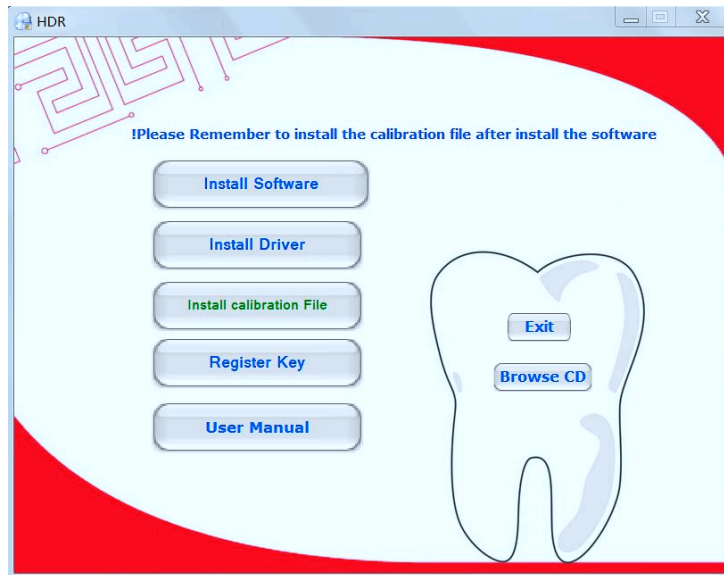 HDR
!Please Remember to install the calibration file after install the software
Install Software
Install Driver
Install calibration File
Register Key
User Manual
Exit
Browse CD